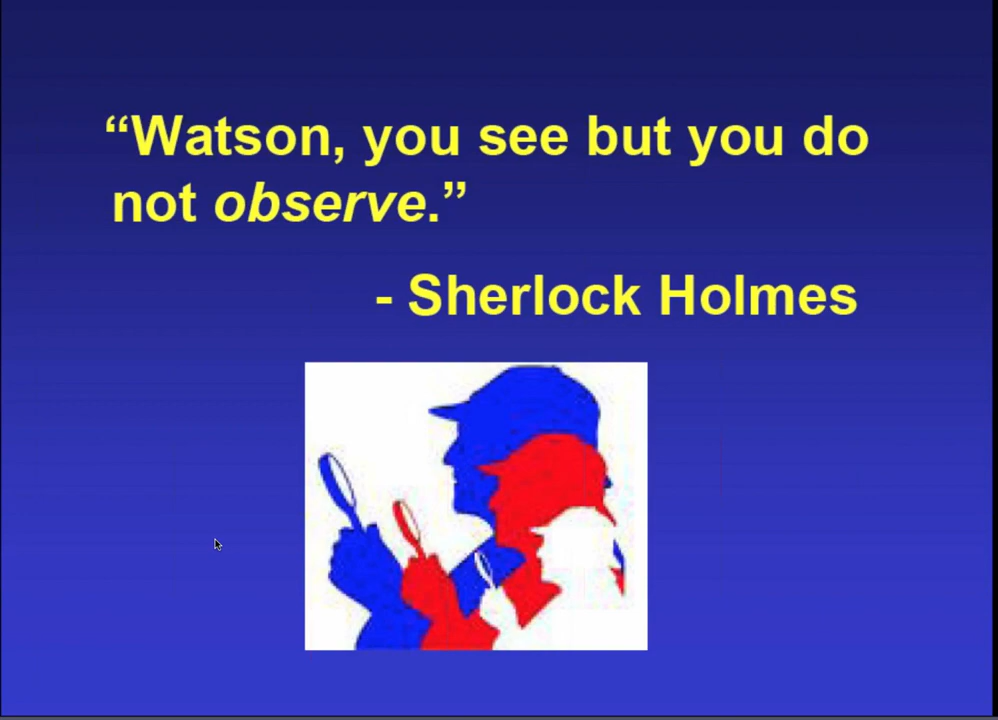 “Watson, you see but you do
not observe.”
- Sherlock Holmes